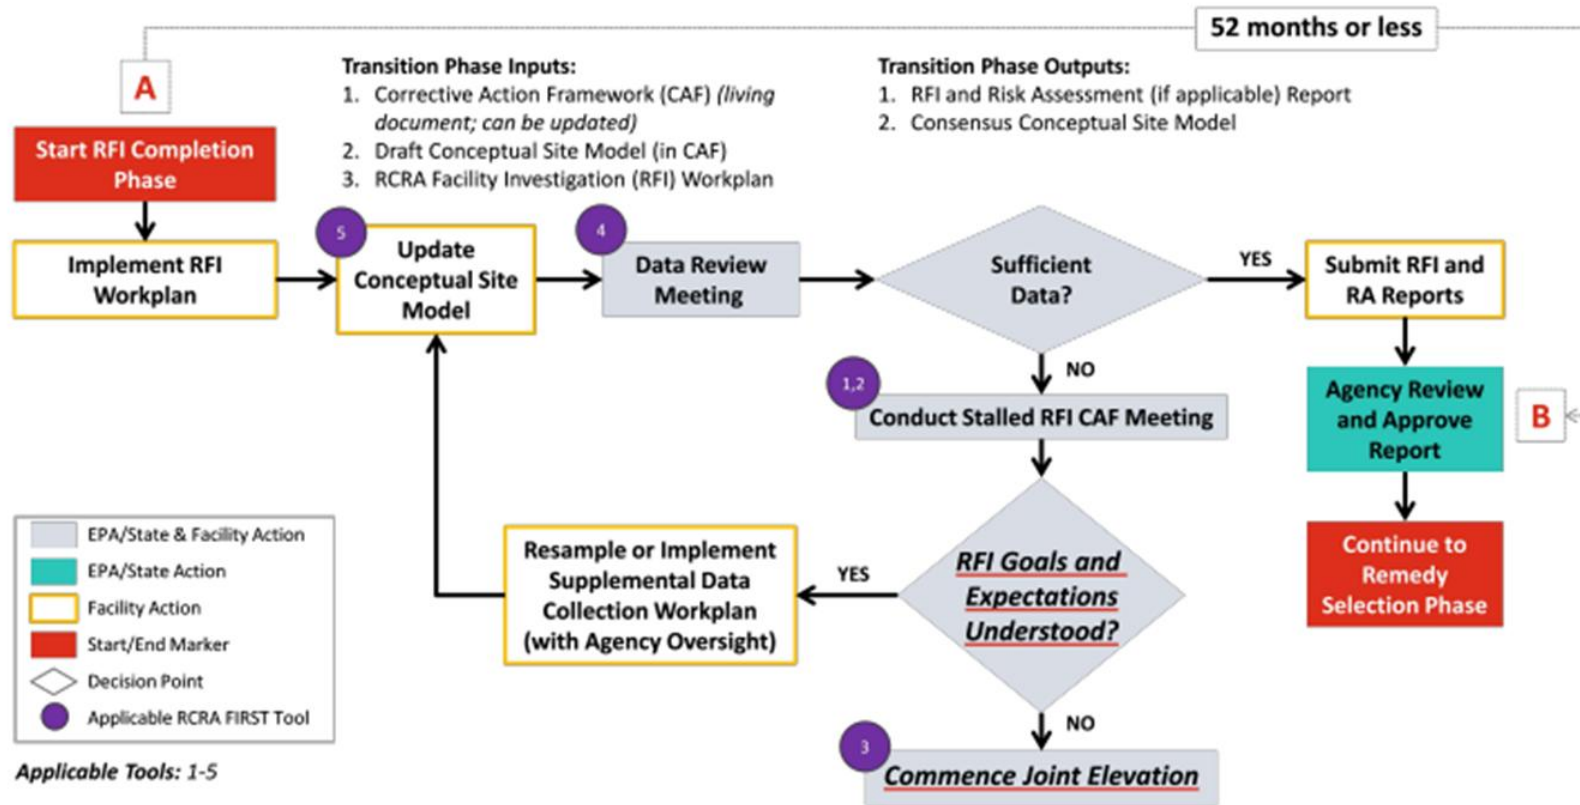 52 months or less
A
Transition Phase Inputs:
1. Corrective Action Framework (CAF) (living
document; can be updated)
2. Draft Conceptual Site Model (in CAF)
3. RCRA Facility Investigation (RFI) Workplan
Transition Phase Outputs:
1. RFI and Risk Assessment (if applicable) Report
2. Consensus Conceptual Site Model
Start RFI Completion
Phase
Implement RFI
Workplan
5
Update
Conceptual Site
Model
4
Data Review
Meeting
Sufficient
Data?
YES
Submit RFI and
RA Reports
NO
1,2
Conduct Stalled RFI CAF Meeting
Agency Review
and Approve
Report
B
Continue to
Remedy
Selection Phase
RFI Goals and
Expectations
Understood?
YES
Resample or Implement
Supplemental Data
Collection Workplan
(with Agency Oversight)
NO
3
Commence Joint Elevation
EPA/State & Facility Action
EPA/State Action
Facility Action
Start/End Marker
Decision Point
Applicable RCRA FIRST Tool
Applicable Tools: 1-5